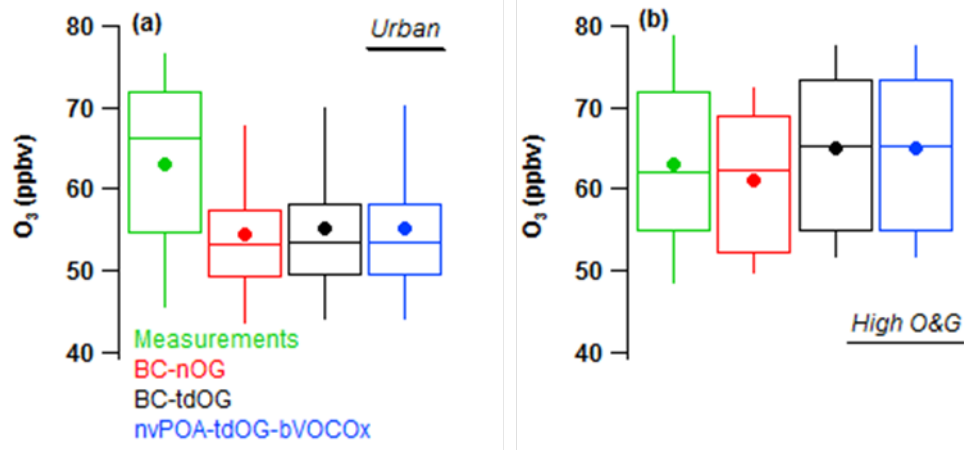 (a)
Urban
80
70
60
50
40
O3 (ppbv)
Measurements
BC-nOG
BC-tdOG
nvPOA-tdOG-bVOCOx
(b)
80
70
60
50
40
O3 (ppbv)
High O&G